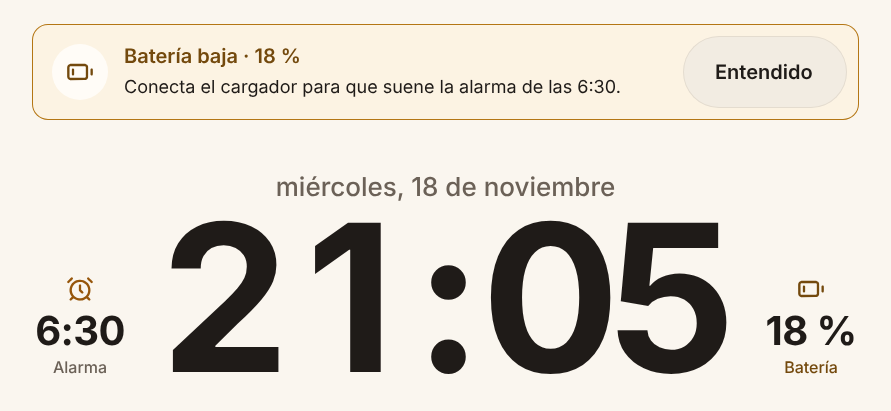 Batería baja · 18 %
Conecta el cargador para que suene la alarma de las 6:30.
Entendido
miércoles, 18 de noviembre
21:05
6:30
Alarma
18 %
Batería